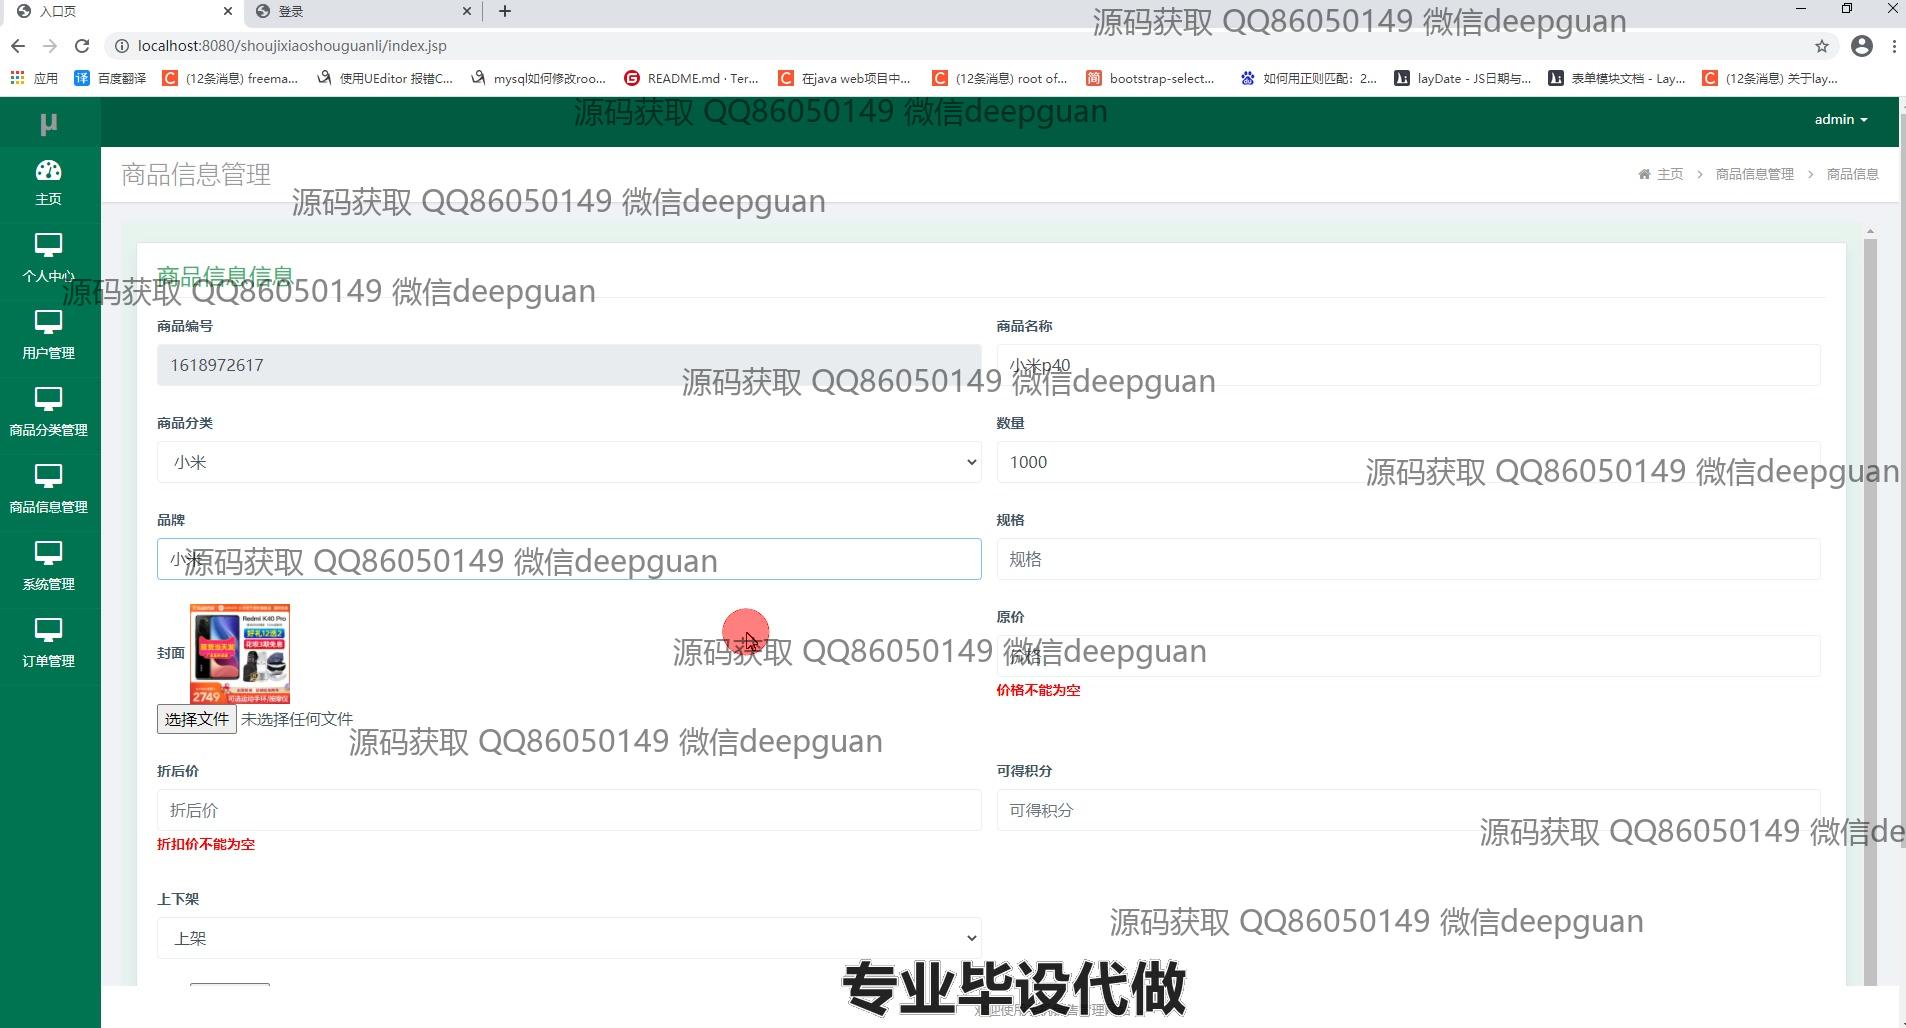 入口页
登录
源码获取 QQ86050149 微信deepguan
localhost:8080/shoujixiaoshouguanli/index.jsp
应用
百度翻译
(12条消息) freema...
使用UEditor 报错C...
mysql如何修改roo...
README.md · Ter...
在java web项目中...
(12条消息) root of...
bootstrap-select...
如何用正则匹配：2...
layDate - JS日期与...
表单模块文档 - Lay...
(12条消息) 关于lay...
源码获取 QQ86050149 微信deepguan
μ
admin
主页
个人中心
用户管理
商品分类管理
商品信息管理
系统管理
订单管理
商品信息管理
主页 > 商品信息管理 > 商品信息
源码获取 QQ86050149 微信deepguan
商品信息信息
源码获取 QQ86050149 微信deepguan
商品编号
商品名称
1618972617
小米p40
源码获取 QQ86050149 微信deepguan
商品分类
数量
小米
1000
源码获取 QQ86050149 微信deepguan
品牌
规格
小米
规格
源码获取 QQ86050149 微信deepguan
Redmi K40 Pro
2749
封面
原价
价格
源码获取 QQ86050149 微信deepguan
价格不能为空
选择文件 未选择任何文件
源码获取 QQ86050149 微信deepguan
折后价
可得积分
折后价
可得积分
源码获取 QQ86050149 微信de
折扣价不能为空
上下架
上架
源码获取 QQ86050149 微信deepguan
专业毕设代做